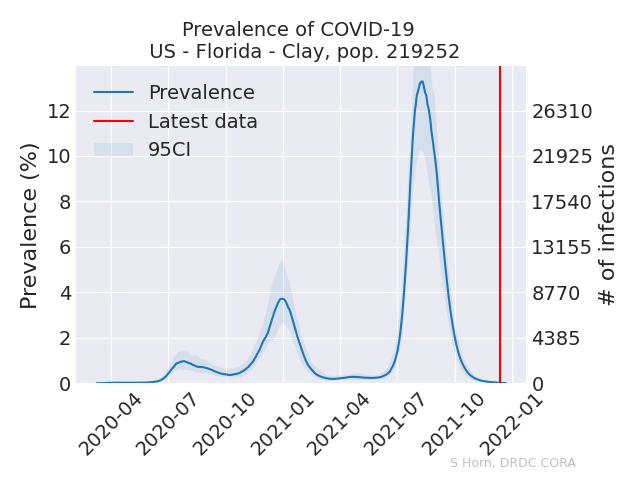 Prevalence of COVID-19
US - Florida - Clay, pop. 219252
Prevalence
Latest data
95CI
Prevalence (%)
12
10
8
6
4
2
0
26310
21925
17540
13155
8770
4385
0
# of infections
2020-04
2020-07
2020-10
2021-01
2021-04
2021-07
2021-10
2022-01
S Horn, DRDC CORA